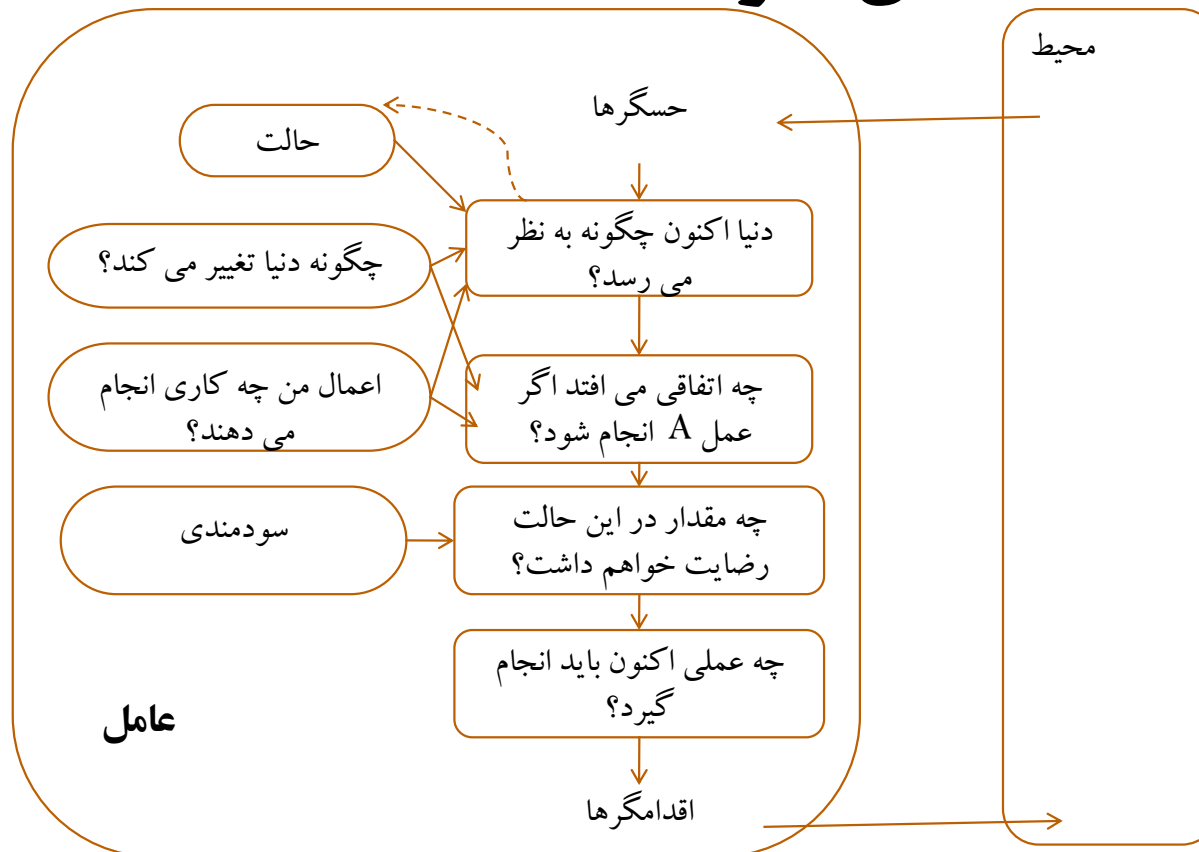 محیط
حسگرها
حالت
دنیا اکنون چگونه به نظر
می رسد؟
چگونه دنیا تغییر می کند؟
چه اتفاقی می افتد اگر
عمل A انجام شود؟
اعمال من چه کاری انجام
می دهند؟
چه مقدار در این حالت
رضایت خواهم داشت؟
سودمندی
چه عملی اکنون باید انجام
گیرد؟
عامل
اقدامگرها